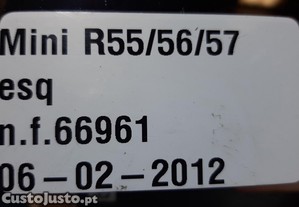 Mini R55/56/57
esq
n.f.66961
06-02-2012
CustoJusto.pt